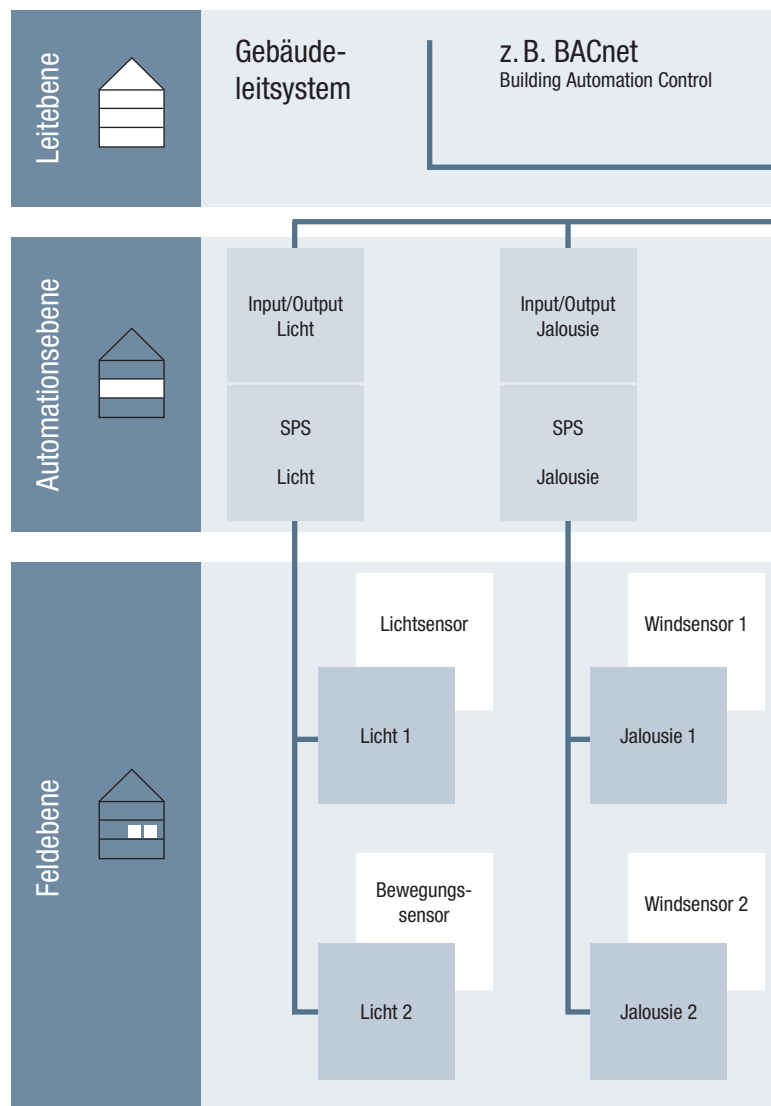 Leitebene
Gebäude-
leitsystem
z. B. BACnet
Building Automation Control
Automationsebene
Input/Output
Licht
Input/Output
Jalousie
SPS
Licht
SPS
Jalousie
Feldebene
Lichtsensor
Windsensor 1
Licht 1
Jalousie 1
Bewegungs-
sensor
Windsensor 2
Licht 2
Jalousie 2